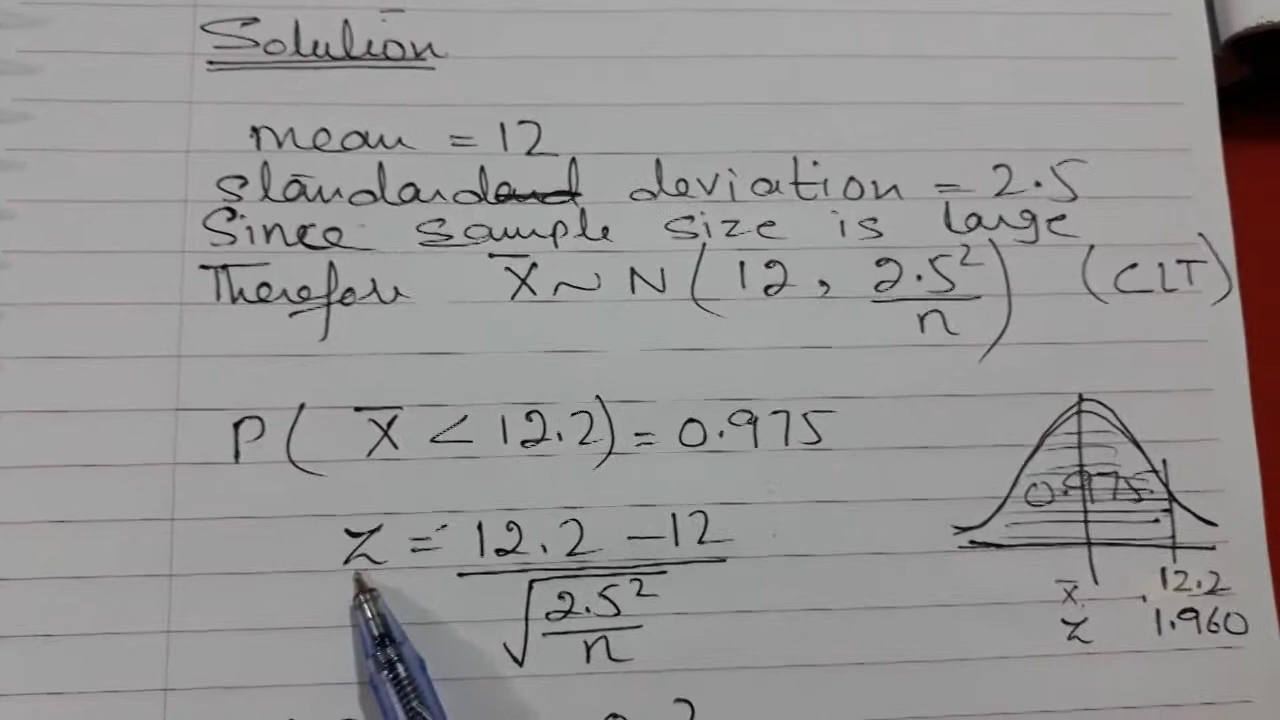 Solution
mean = 12
standard deviation = 2.5
Since sample size is large
Therefore X̄ ~ N ( 12 , 2.5² / n ) (CLT)
P ( X̄ < 12.2) = 0.975
0.975
z = 12.2 - 12 / √ 2.5² / n
x̄ 12.2
z 1.960